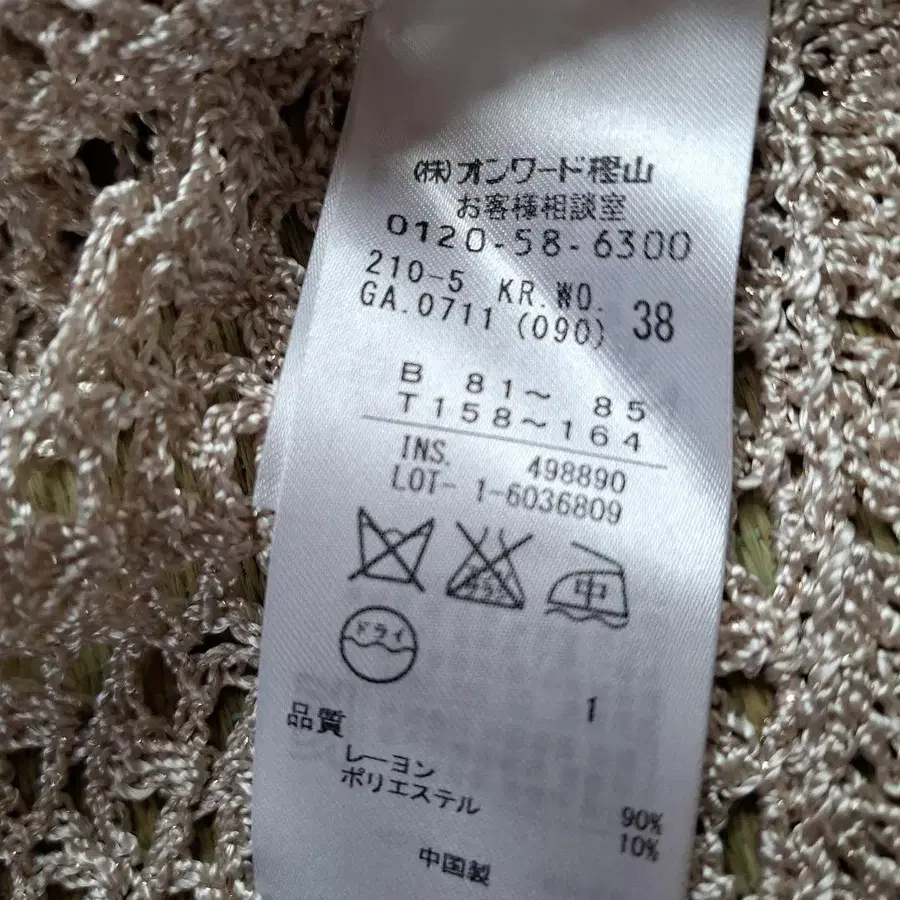 (株)オンワード樫山
お客様相談室
0120-58-6300
210-5 KR.WO.
GA.0711 (090) 38
B 81～ 85
T158～164
INS. 498890
LOT- 1-6036809
中
ドライ
1
品質
レーヨン 90%
ポリエステル 10%
中国製